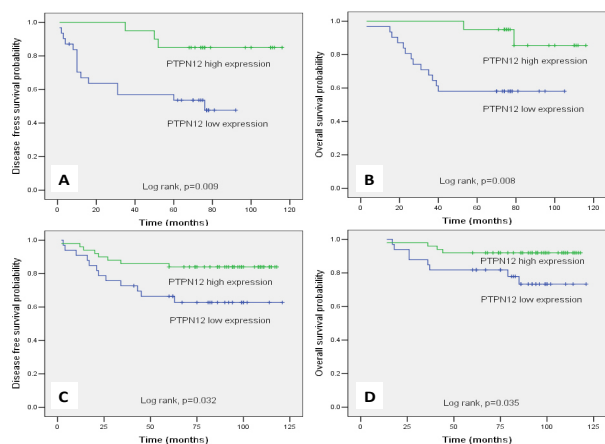 Disease fress survival probability
1.0
0.8
0.6
0.4
0.2
0.0
PTPN12 high expression
PTPN12 low expression
A
Log rank, p=0.009
0 20 40 60 80 100 120
Time (months)
Overall survival probability
1.0
0.8
0.6
0.4
0.2
0.0
PTPN12 high expression
PTPN12 low expression
B
Log rank, p=0.008
0 20 40 60 80 100 120
Time (months)
Disease free survival probability
1.0
0.8
0.6
0.4
0.2
0.0
PTPN12 high expression
PTPN12 low expression
C
Log rank, p=0.032
0 25 50 75 100 125
Time (months)
Overall survival probability
1.0
0.8
0.6
0.4
0.2
0.0
PTPN12 high expression
PTPN12 low expression
D
Log rank, p=0.035
0 20 40 60 80 100 120
Time (months)